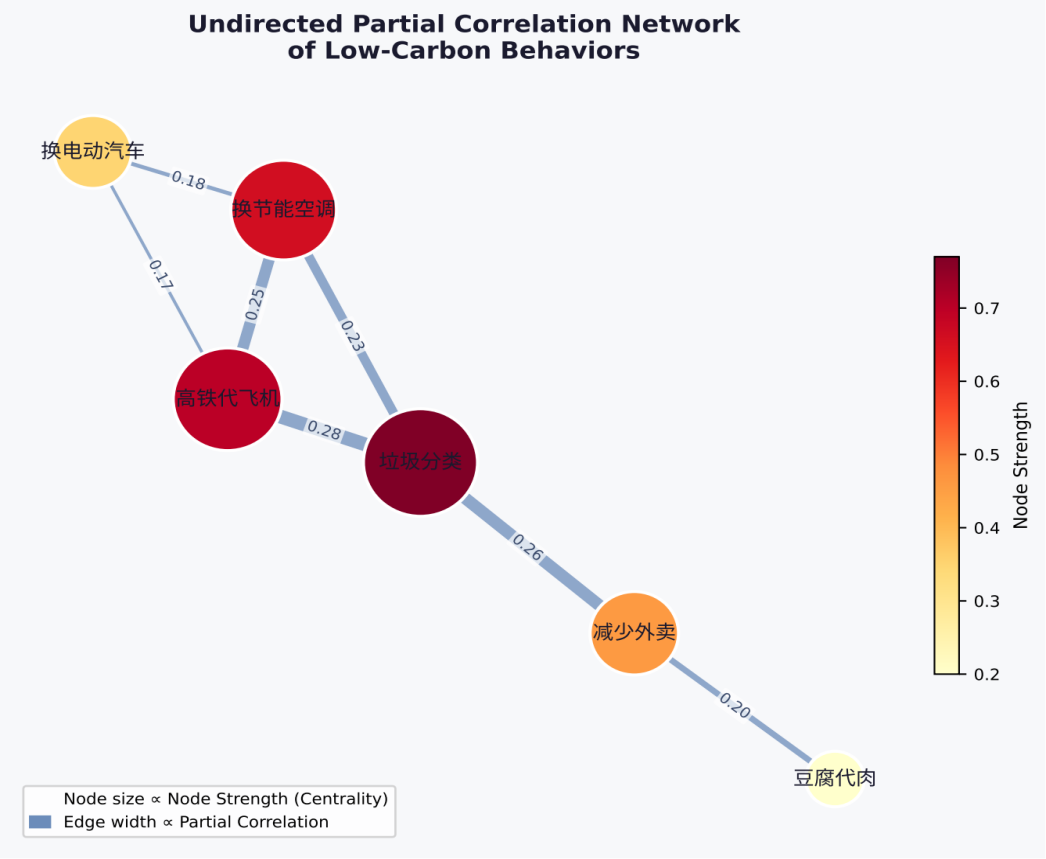 Undirected Partial Correlation Network
of Low-Carbon Behaviors
换电动汽车
0.18
换节能空调
0.17
0.25
0.23
高铁代飞机
0.28
垃圾分类
0.26
减少外卖
0.20
豆腐代肉
0.7
0.6
0.5
0.4
0.3
0.2
Node Strength
Node size ∝ Node Strength (Centrality)
Edge width ∝ Partial Correlation